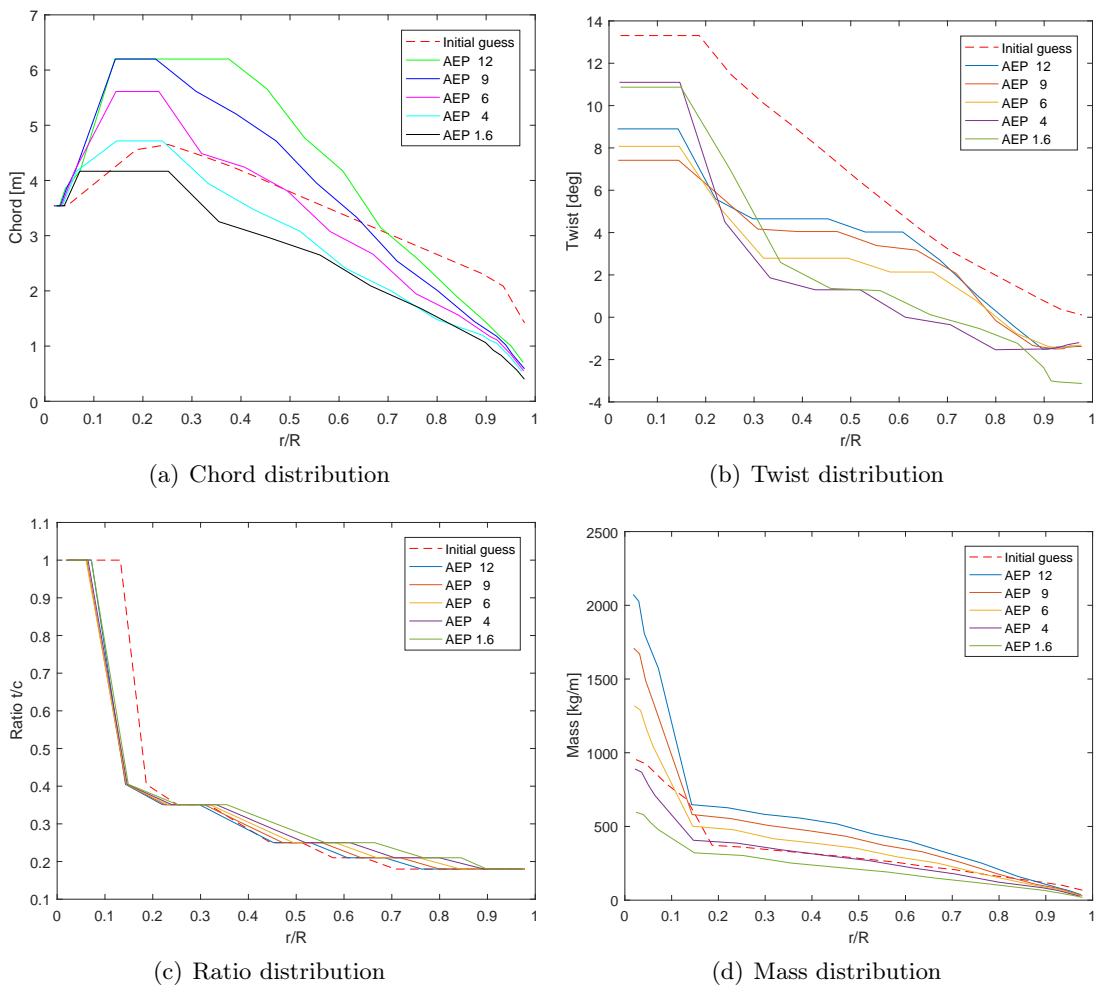 7
6
5
4
3
2
1
0
Chord [m]
0 0.1 0.2 0.3 0.4 0.5 0.6 0.7 0.8 0.9 1
r/R
Initial guess
AEP 12
AEP 9
AEP 6
AEP 4
AEP 1.6
(a) Chord distribution
14
12
10
8
6
4
2
0
-2
-4
Twist [deg]
0 0.1 0.2 0.3 0.4 0.5 0.6 0.7 0.8 0.9 1
r/R
Initial guess
AEP 12
AEP 9
AEP 6
AEP 4
AEP 1.6
(b) Twist distribution
1.1
1
0.9
0.8
0.7
0.6
0.5
0.4
0.3
0.2
0.1
Ratio t/c
0 0.1 0.2 0.3 0.4 0.5 0.6 0.7 0.8 0.9 1
r/R
Initial guess
AEP 12
AEP 9
AEP 6
AEP 4
AEP 1.6
(c) Ratio distribution
2500
2000
1500
1000
500
0
Mass [kg/m]
0 0.1 0.2 0.3 0.4 0.5 0.6 0.7 0.8 0.9 1
r/R
Initial guess
AEP 12
AEP 9
AEP 6
AEP 4
AEP 1.6
(d) Mass distribution